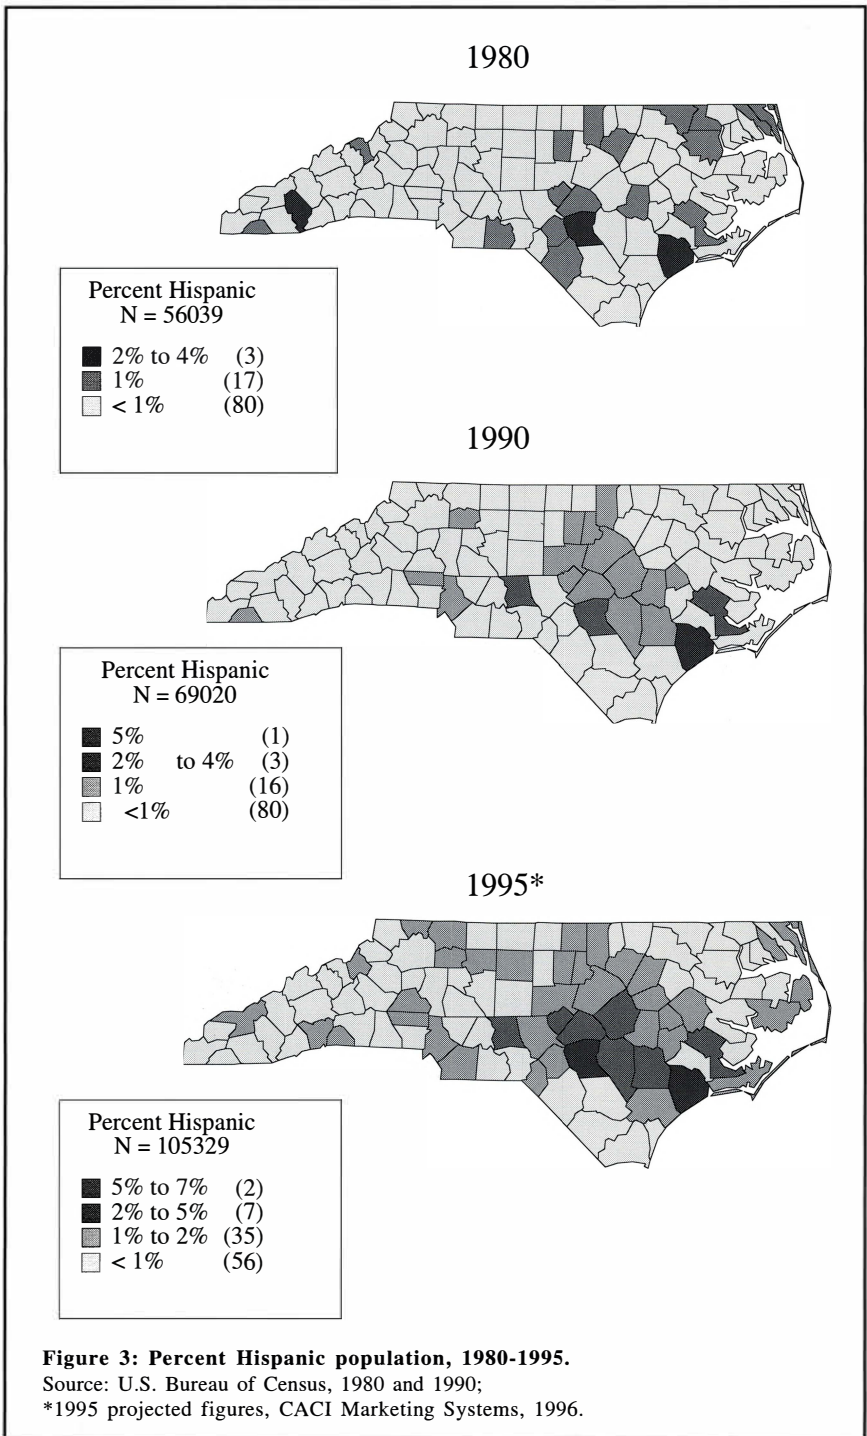 1980
Percent Hispanic
N = 56039
2% to 4% (3)
1% (17)
< 1% (80)
1990
Percent Hispanic
N = 69020
5% (1)
2% to 4% (3)
1% (16)
<1% (80)
1995*
Percent Hispanic
N = 105329
5% to 7% (2)
2% to 5% (7)
1% to 2% (35)
< 1% (56)
Figure 3: Percent Hispanic population, 1980-1995.
Source: U.S. Bureau of Census, 1980 and 1990;
*1995 projected figures, CACI Marketing Systems, 1996.